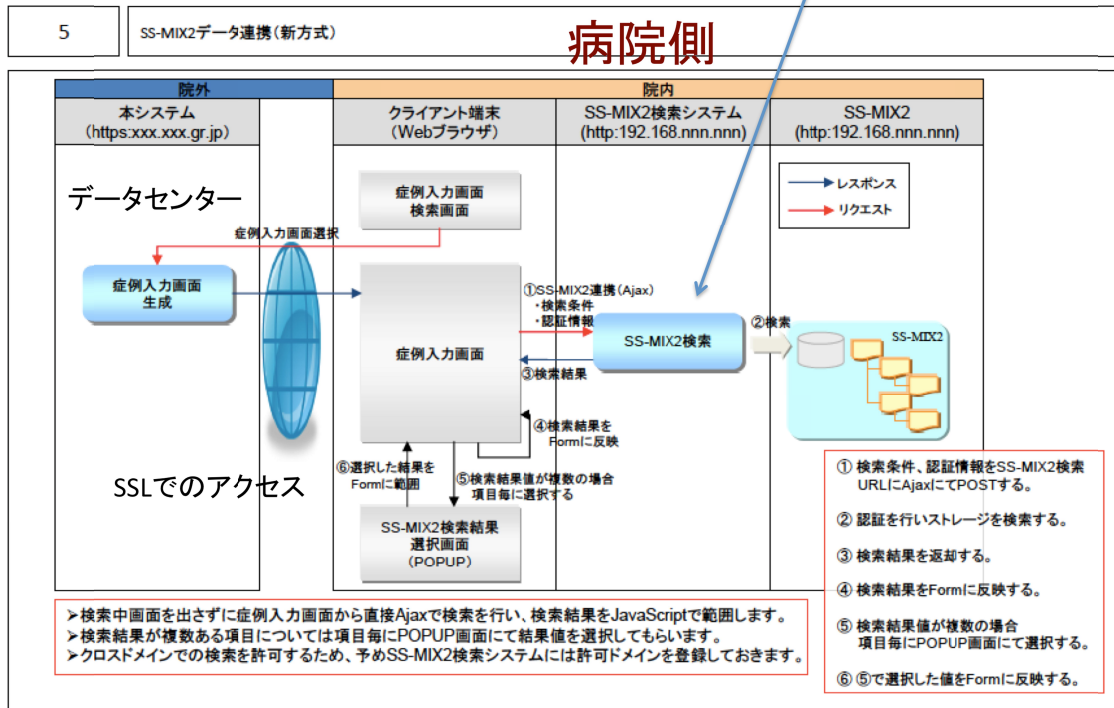 5
SS-MIX2データ連携(新方式)
病院側
院外
院内
本システム
(https:xxx.xxx.gr.jp)
クライアント端末
(Webブラウザ)
SS-MIX2検索システム
(http:192.168.nnn.nnn)
SS-MIX2
(http:192.168.nnn.nnn)
データセンター
症例入力画面
検索画面
レスポンス
リクエスト
症例入力画面選択
症例入力画面
生成
①SS-MIX2連携(Ajax)
・検索条件
・認証情報
症例入力画面
SS-MIX2検索
②検索
SS-MIX2
③検索結果
④検索結果を
Formに反映
SSLでのアクセス
⑥選択した結果を
Formに範囲
⑤検索結果値が複数の場合
項目毎に選択する
SS-MIX2検索結果
選択画面
(POPUP)
① 検索条件、認証情報をSS-MIX2検索
URLにAjaxにてPOSTする。
② 認証を行いストレージを検索する。
③ 検索結果を返却する。
④ 検索結果をFormに反映する。
⑤ 検索結果値が複数の場合
項目毎にPOPUP画面にて選択する。
⑥ ⑤で選択した値をFormに反映する。
➢検索中画面を出さずに症例入力画面から直接Ajaxで検索を行い、検索結果をJavaScriptで範囲します。
➢検索結果が複数ある項目については項目毎にPOPUP画面にて結果値を選択してもらいます。
➢クロスドメインでの検索を許可するため、予めSS-MIX2検索システムには許可ドメインを登録しておきます。